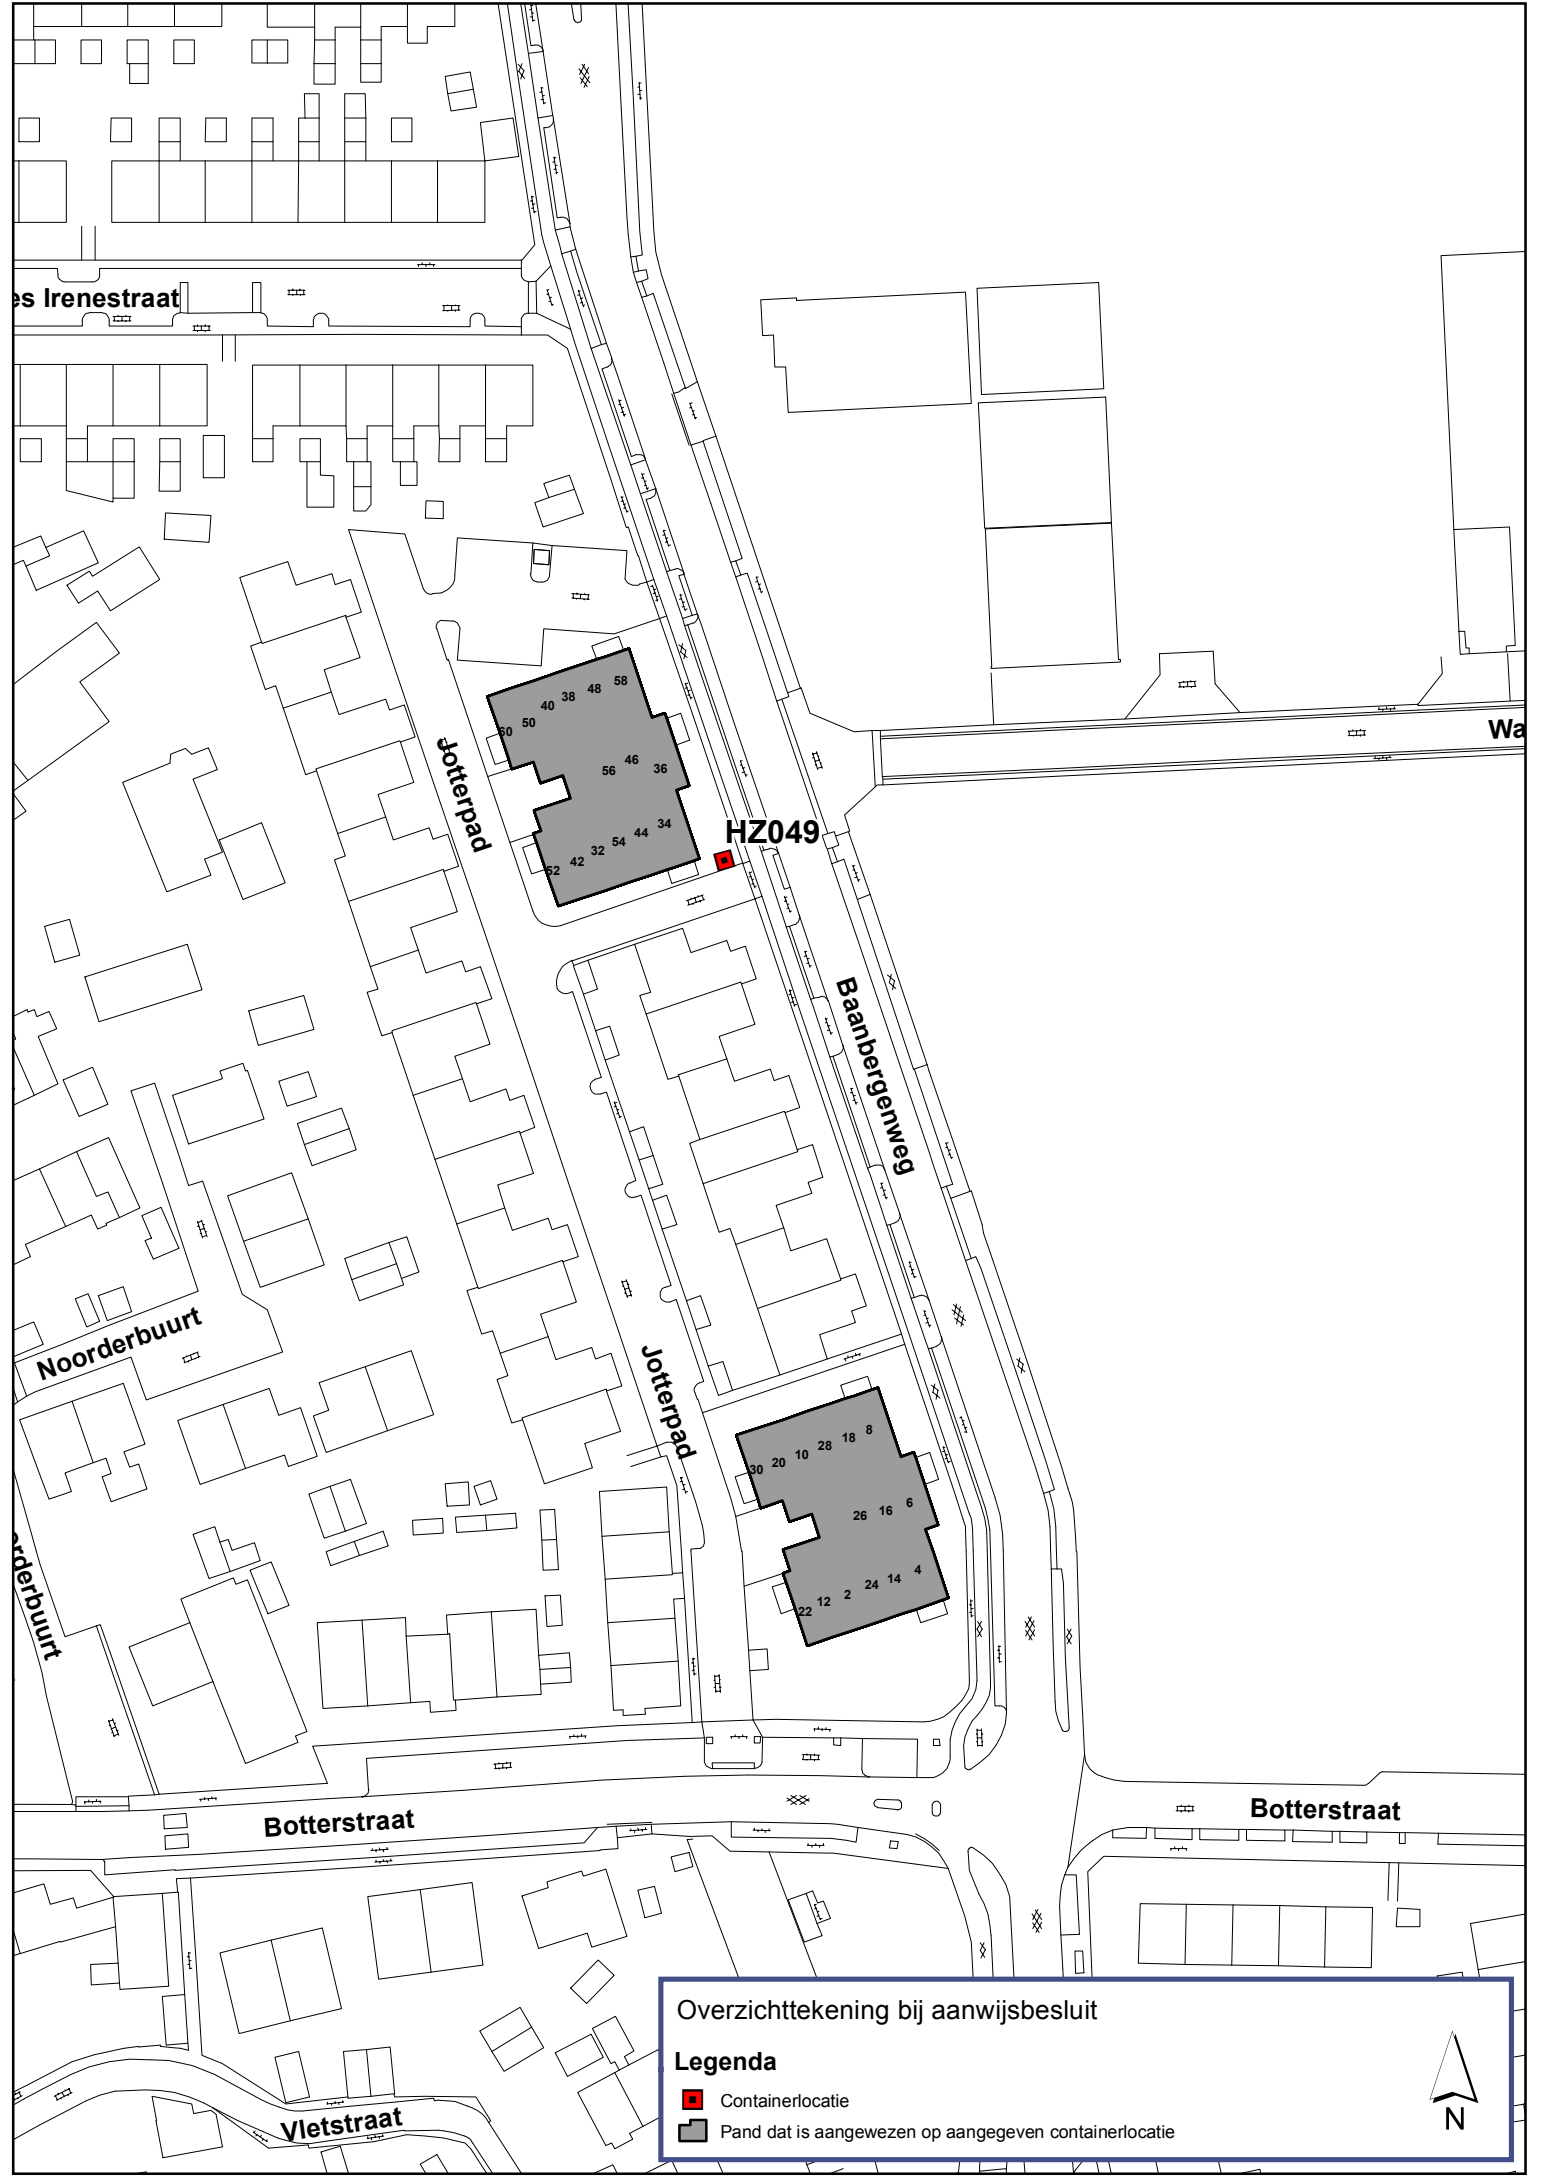 es Irenestraat
58
48
38
40
50
60
46
56
36
34
44
54
32
42
52
Jotterpad
HZ049
Wa
Baanbergenweg
Noorderbuurt
Jotterpad
8
18
28
10
20
30
6
16
26
4
14
24
2
12
22
orderbuurt
Botterstraat
Botterstraat
Vletstraat
Overzichttekening bij aanwijsbesluit
Legenda
Containerlocatie
Pand dat is aangewezen op aangegeven containerlocatie
N